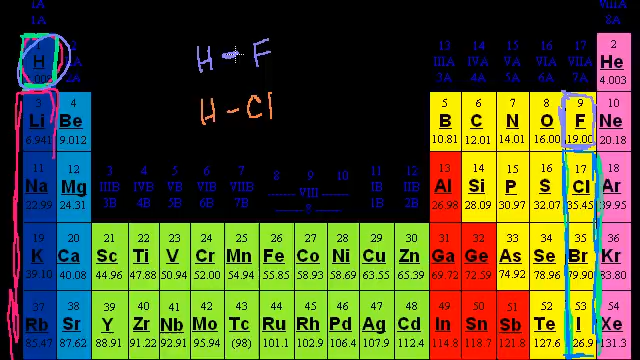 IA VIIIA
1A 8A
1 2 13 14 15 16 17 2
H 2A IIIA IVA VA VIA VIIA He
1.008 3A 4A 5A 6A 7A 4.003
3 4 5 6 7 8 9 10
Li Be B C N O F Ne
6.941 9.012 10.81 12.01 14.01 16.00 19.00 20.18
H - F
H - Cl
11 12 3 4 5 6 7 8 9 10 11 12 13 14 15 16 17 18
Na Mg IIIB IVB VB VIB VIIB VIII IB IIB Al Si P S Cl Ar
22.99 24.31 3B 4B 5B 6B 7B 8 1B 2B 26.98 28.09 30.97 32.07 35.45 39.95
19 20 21 22 23 24 25 26 27 28 29 30 31 32 33 34 35 36
K Ca Sc Ti V Cr Mn Fe Co Ni Cu Zn Ga Ge As Se Br Kr
39.10 40.08 44.96 47.88 50.94 52.00 54.94 55.85 58.93 58.69 63.55 65.39 69.72 72.59 74.92 78.96 79.90 83.80
37 38 39 40 41 42 43 44 45 46 47 48 49 50 51 52 53 54
Rb Sr Y Zr Nb Mo Tc Ru Rh Pd Ag Cd In Sn Sb Te I Xe
85.47 87.62 88.91 91.22 92.91 95.94 (98) 101.1 102.9 106.4 107.9 112.4 114.8 118.7 121.8 127.6 126.9 131.3